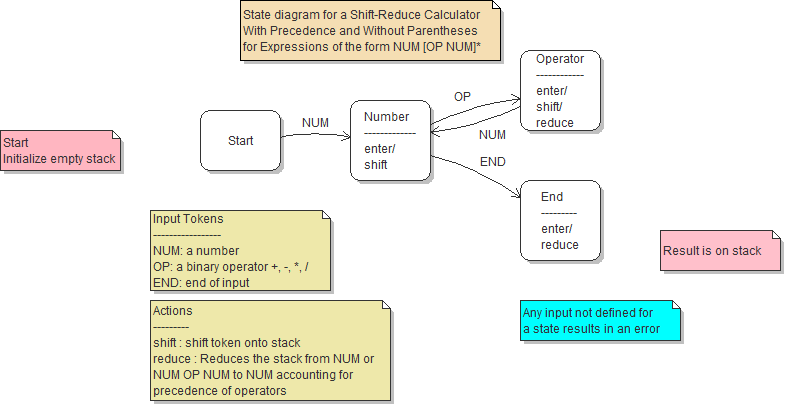 State diagram for a Shift-Reduce Calculator
With Precedence and Without Parentheses
for Expressions of the form NUM [OP NUM]*
Operator
------------
enter/
shift/
reduce
OP
Number
-------------
enter/
shift
NUM
Start
NUM
Start
Initialize empty stack
END
End
---------
enter/
reduce
Input Tokens
-----------------
NUM: a number
OP: a binary operator +, -, *, /
END: end of input
Result is on stack
Actions
---------
shift : shift token onto stack
reduce : Reduces the stack from NUM or
NUM OP NUM to NUM accounting for
precedence of operators
Any input not defined for
a state results in an error